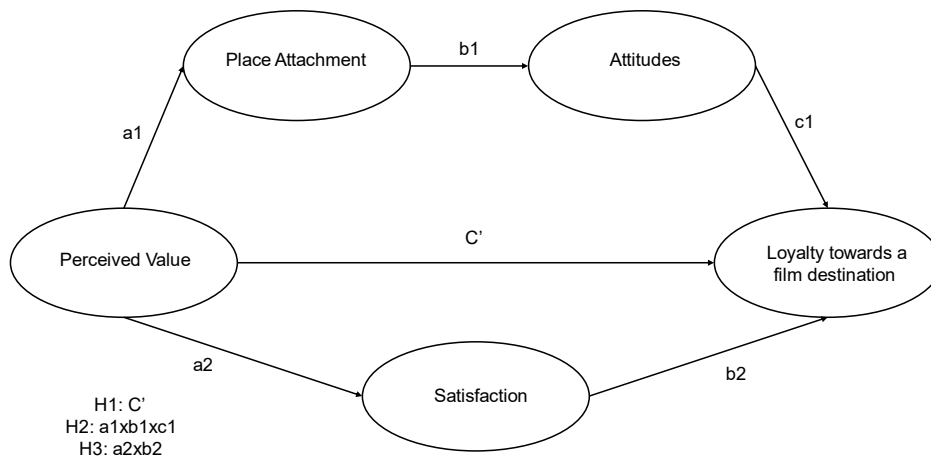 Place Attachment
b1
Attitudes
a1
c1
Perceived Value
C’
Loyalty towards a
film destination
a2
Satisfaction
b2
H1: C’
H2: a1xb1xc1
H3: a2xb2